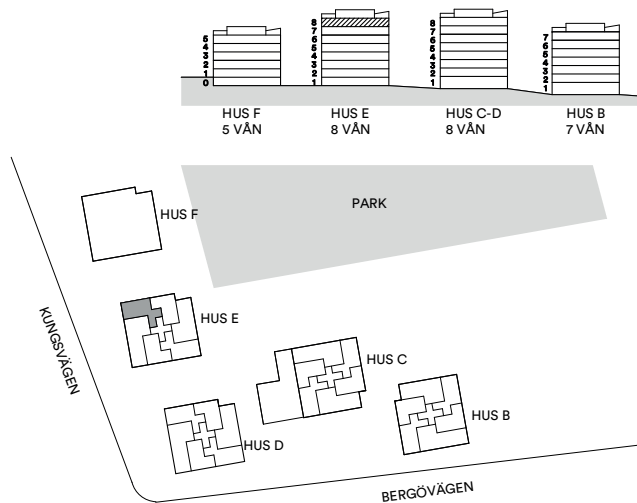 5
4
3
2
1
0
8
7
6
5
4
3
2
1
8
7
6
5
4
3
2
1
7
6
5
4
3
2
1
HUS F
5 VÅN
HUS E
8 VÅN
HUS C-D
8 VÅN
HUS B
7 VÅN
PARK
HUS F
KUNGSVÄGEN
HUS E
HUS C
HUS B
HUS D
BERGÖVÄGEN